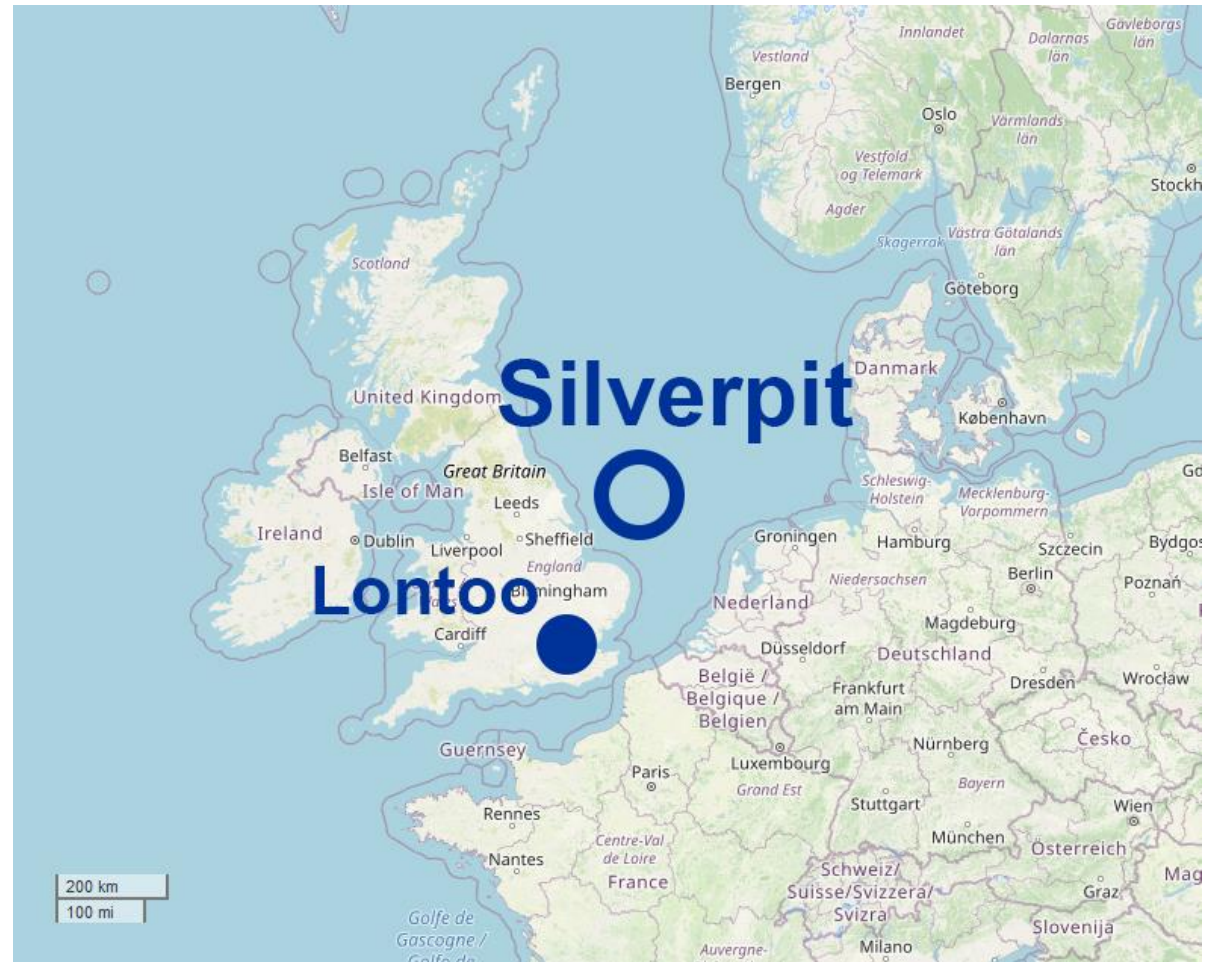 Gävleborgs
län
Innlandet
Dalarnas
län
Vestland
Bergen
Oslo
Värmlands
län
Vestfold
og Telemark
Stockh
Agder
Västra Götalands
län
Skagerrak
Scotland
Göteborg
Silverpit
Danmark
United Kingdom
København
Belfast
Great Britain
Isle of Man
Leeds
Schleswig-
Holstein
Mecklenburg-
Vorpommern
Gd
Ireland
Dublin
Liverpool
Sheffield
Groningen
Hamburg
Szczecin
Bydgos
England
Lontoo
Birmingham
Niedersachsen
Berlin
Poznań
Nederland
Magdeburg
Cardiff
Düsseldorf
Deutschland
België /
Belgique /
Belgien
Frankfurt
am Main
Dresden
Wrocław
Guernsey
Nürnberg
Česko
Luxembourg
Paris
Grand Est
Bayern
Rennes
Stuttgart
Wien
München
Österreich
Centre-Val
de Loire
Nantes
France
Schweiz/
Suisse/Svizzera/
Svizra
Mag
200 km
100 mi
Graz
Golfe de
Gascogne /
Golfo de
Slovenija
Auvergne-
Milano